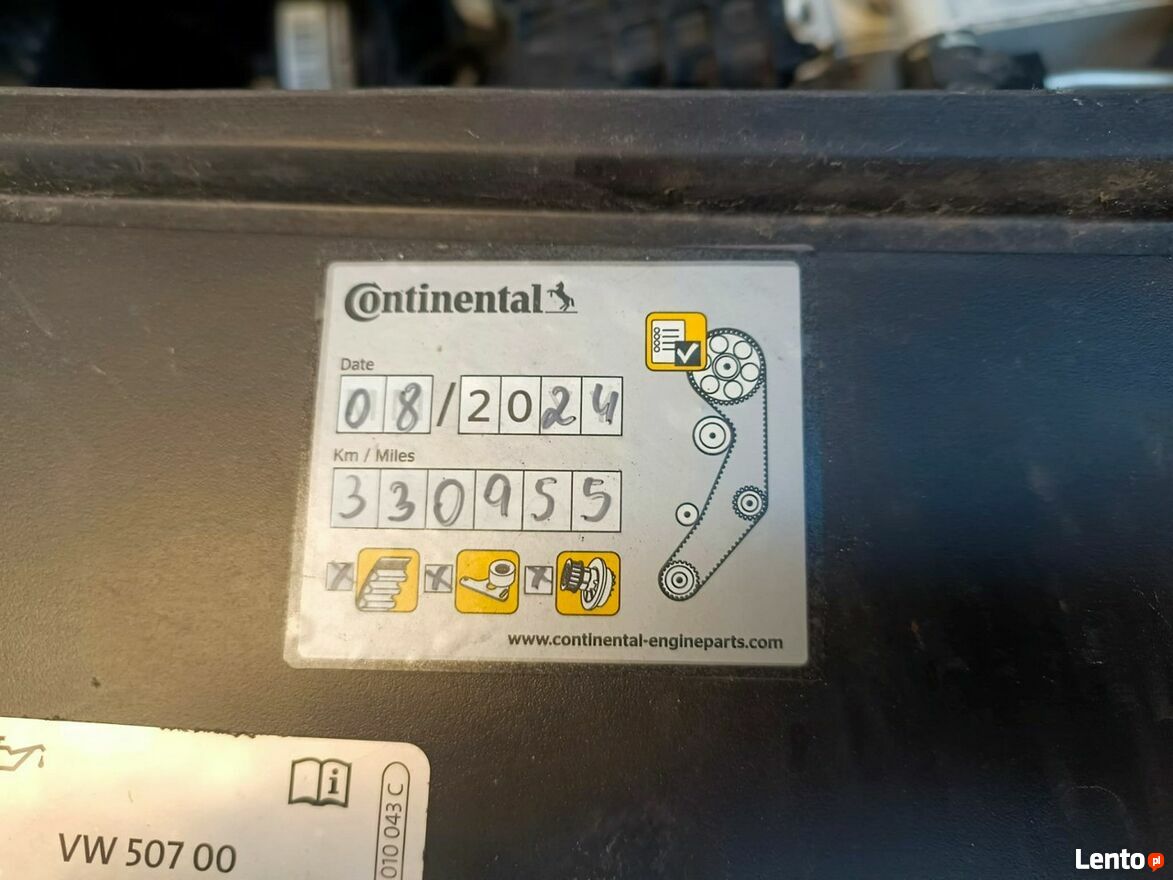 Continental
Date
08/2024
Km / Miles
330955
x x x
www.continental-engineparts.com
i
VW 507 00
010 043 C
Lento pl